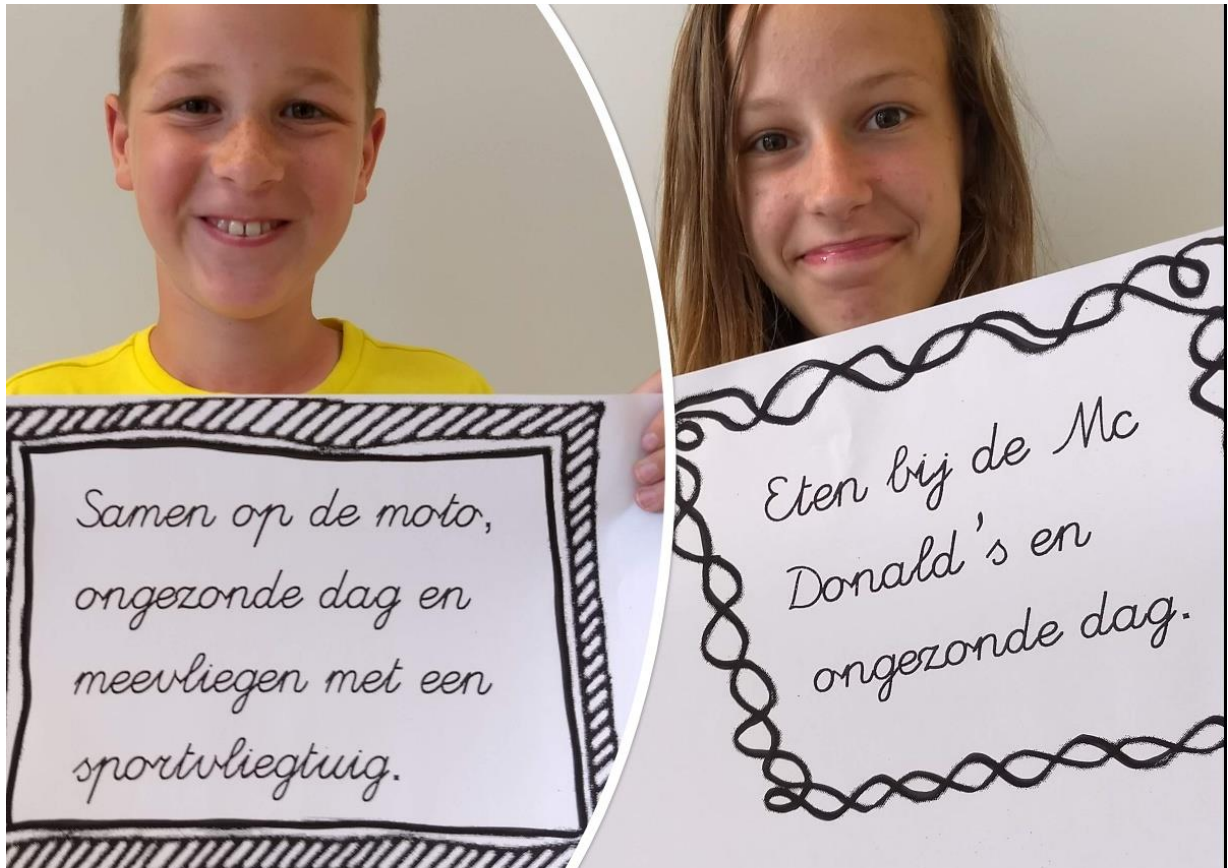 Samen op de moto,
ongezonde dag en
meevliegen met een
sportvliegtuig.
Eten bij de Mc
Donald's en
ongezonde dag.